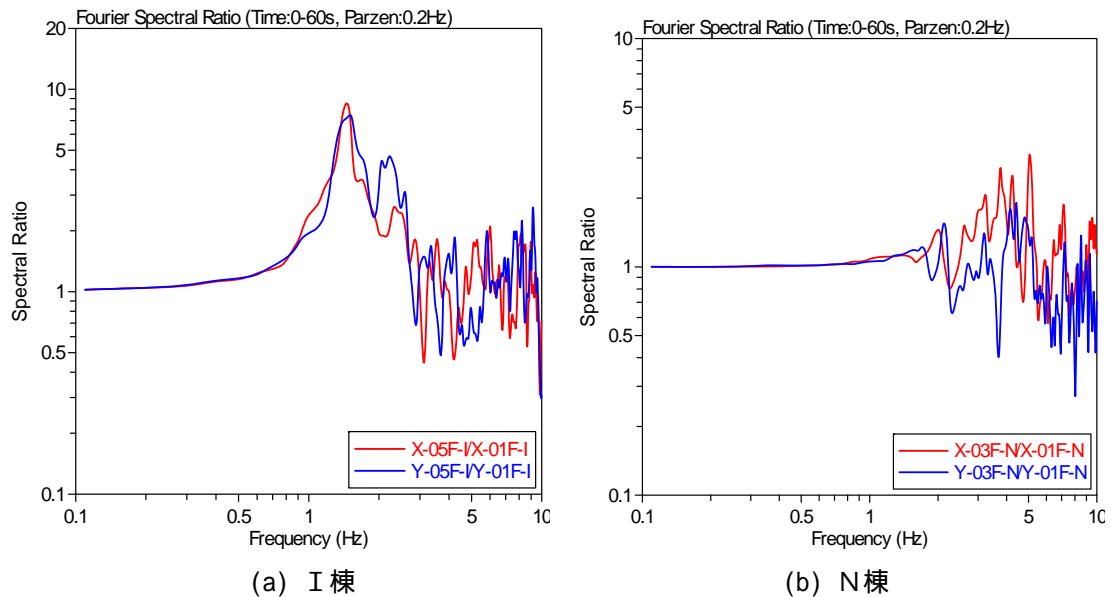 Fourier Spectral Ratio (Time:0-60s, Parzen:0.2Hz)
20
10
5
1
0.5
0.1
Spectral Ratio
0.1
0.5
1
5
10
Frequency (Hz)
X-05F-I/X-01F-I
Y-05F-I/Y-01F-I
(a) I棟
Fourier Spectral Ratio (Time:0-60s, Parzen:0.2Hz)
10
5
1
0.5
0.1
Spectral Ratio
0.1
0.5
1
5
10
Frequency (Hz)
X-03F-N/X-01F-N
Y-03F-N/Y-01F-N
(b) N棟